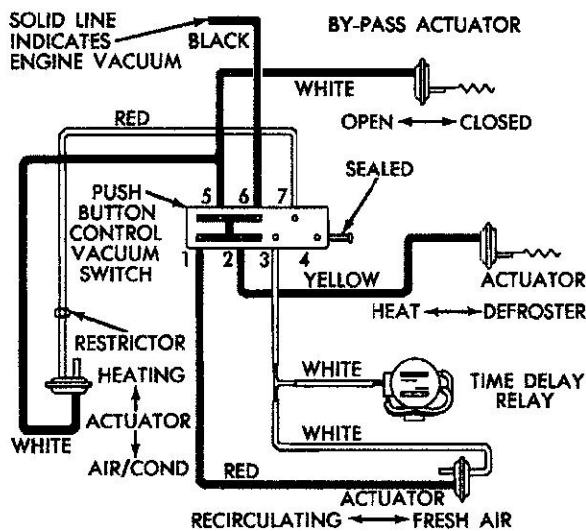 SOLID LINE
INDICATES
ENGINE VACUUM
BLACK
BY-PASS ACTUATOR
WHITE
OPEN CLOSED
RED
5 6 7
SEALED
PUSH
BUTTON
CONTROL
VACUUM
SWITCH
1 2 3 4
YELLOW
ACTUATOR
HEAT DEFROSTER
RESTRICTOR
HEATING
ACTUATOR
AIR/COND
WHITE
WHITE
TIME DELAY
RELAY
WHITE
RED
ACTUATOR
RECIRCULATING FRESH AIR